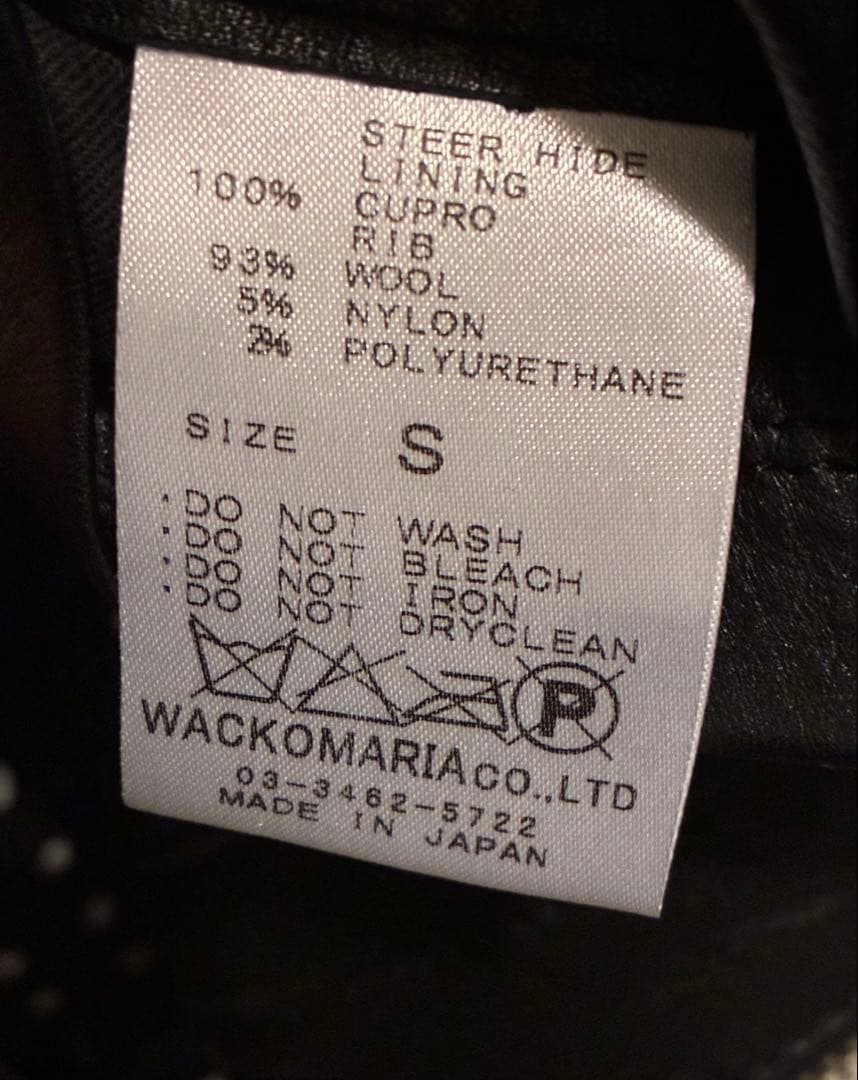 STEER HIDE
LINING
100% CUPRO
RIB
93% WOOL
5% NYLON
2% POLYURETHANE
SIZE S
・DO NOT WASH
・DO NOT BLEACH
・DO NOT IRON
・DO NOT DRYCLEAN
P
WACKOMARIA CO.,LTD
03-3462-5722
MADE IN JAPAN